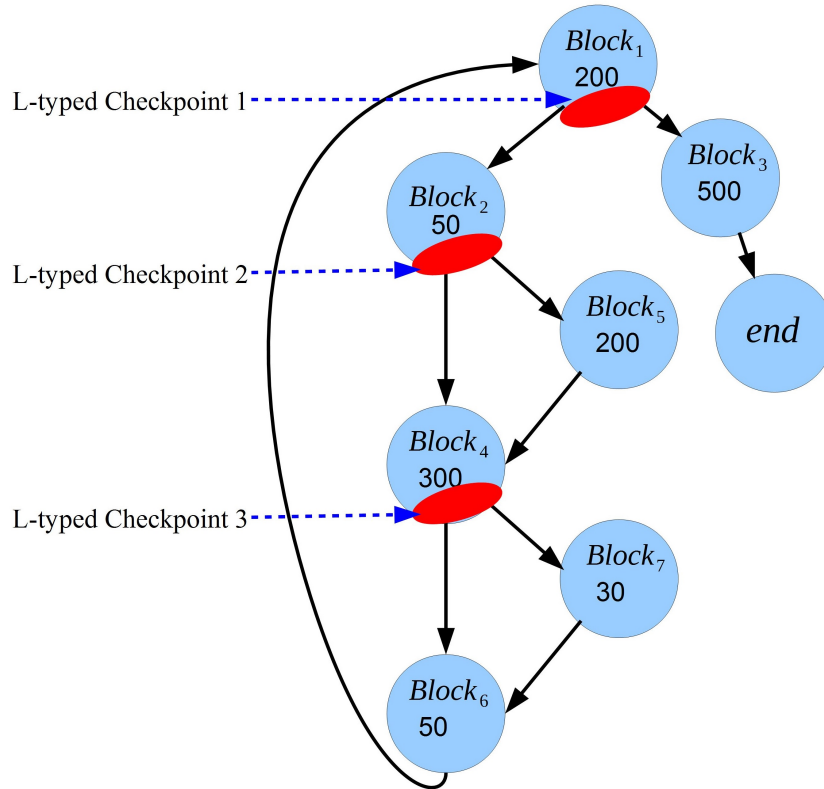 Block1
200
L-typed Checkpoint 1
Block3
500
Block2
50
L-typed Checkpoint 2
Block5
200
end
Block4
300
L-typed Checkpoint 3
Block7
30
Block6
50